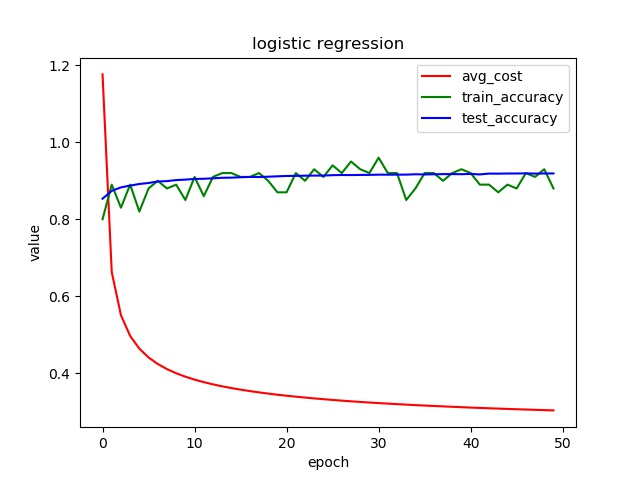 logistic regression
avg_cost
train_accuracy
test_accuracy
value
1.2
1.0
0.8
0.6
0.4
0 10 20 30 40 50
epoch